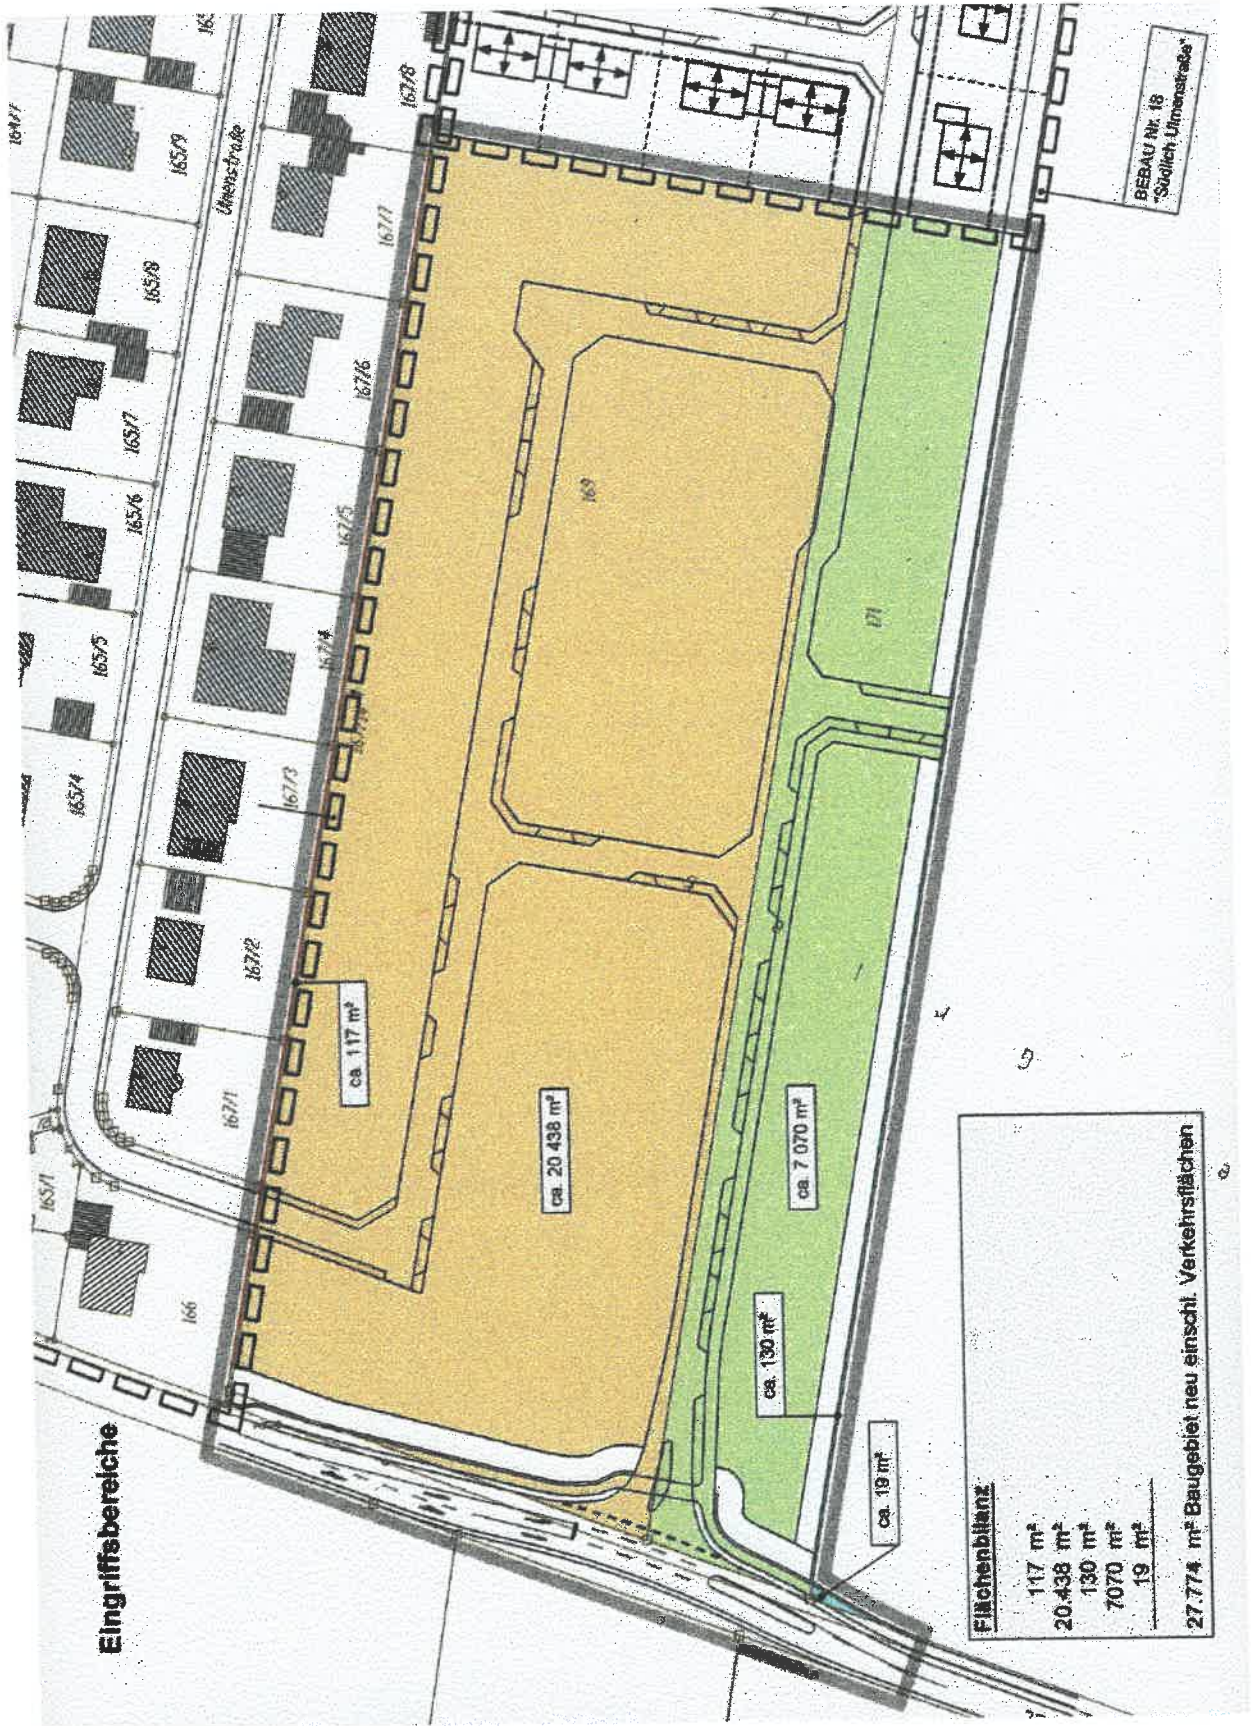 Eingriffsbereiche
164/1
165
165/9
165/8
165/7
165/6
165/5
165/4
165/1
Ulmenstraße
167/8
167/7
167/6
167/5
167/4
167/3
167/2
167/1
166
169
171
ca. 117 m²
ca. 20 438 m²
ca. 7 070 m²
ca. 130 m²
ca. 19 m²
BEBAU Nr. 18
"Südlich Ulmenstraße"
Flächenbilanz
117 m²
20.438 m²
130 m²
7070 m²
19 m²
27.774 m² Baugebiet neu einschl. Verkehrsflächen